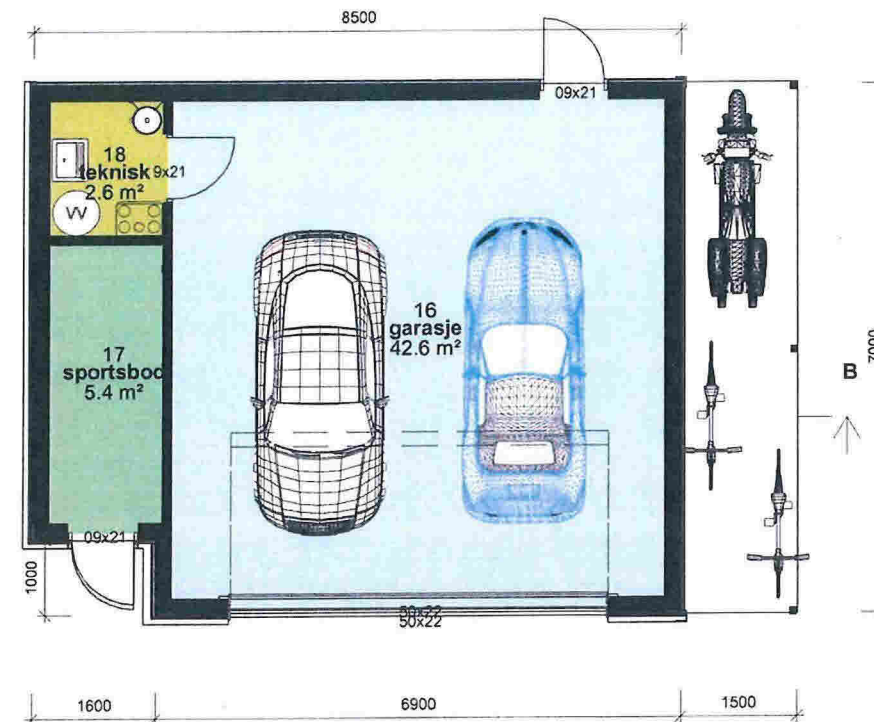 8500
09x21
18
teknisk 9x21
2.6 m²
VV
16
garasje
42.6 m²
17
sportsbod
5.4 m²
7000
B
09x21
1000
50x22
50x22
1600
6900
1500